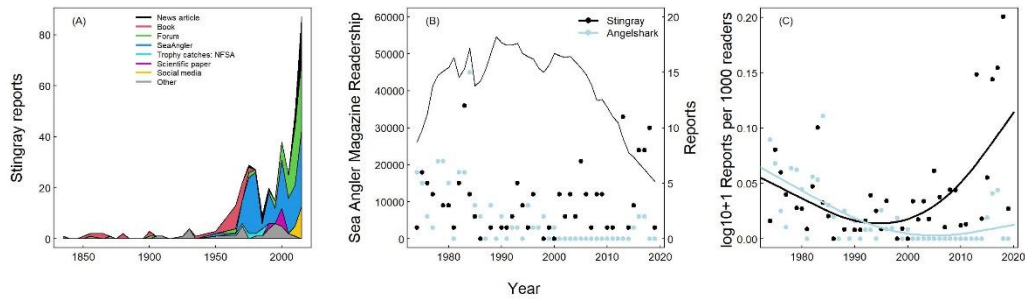 (A)
News article
Book
Forum
SeaAngler
Trophy catches: NFSA
Scientific paper
Social media
Other
Stingray reports
80
60
40
20
0
1850
1900
1950
2000
(B)
Stingray
Angelshark
Sea Angler Magazine Readership
60000
50000
40000
30000
20000
10000
0
20
15
10
5
0
Reports
1980
1990
2000
2010
2020
Year
(C)
log10+1 Reports per 1000 readers
0.20
0.15
0.10
0.05
0.00
1980
1990
2000
2010
2020